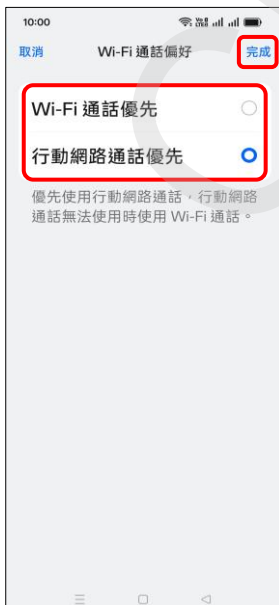 10:00
取消 Wi-Fi 通話偏好 完成
Wi-Fi 通話優先
行動網路通話優先
優先使用行動網路通話，行動網路
通話無法使用時使用 Wi-Fi 通話。